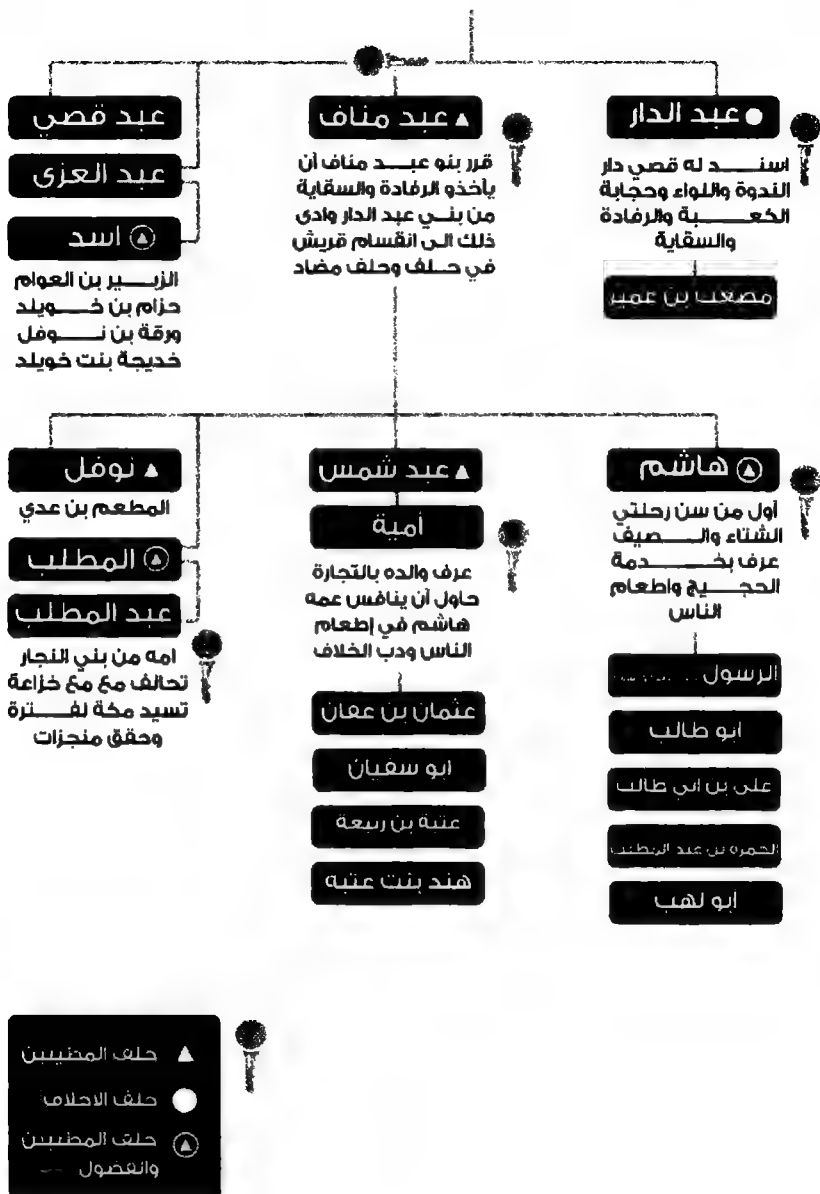 ● عبد الدار
اسند له قصي دار
الندوة واللواء وحجابة
الكعبة والرفادة
والسقاية
مصعب بن عمير
▲ عبد مناف
قرر بنو عبد مناف أن
يأخذو الرفادة والسقاية
من بني عبد الدار وادى
ذلك الى انقسام قريش
في حلف وحلف مضاد
عبد قصي
عبد العزى
اسد
الزبير بن العوام
حزام بن خويلد
ورقة بن نوفل
خديجة بنت خويلد
هاشم
أول من سن رحلتي
الشتاء والصيف
عرف بخدمة
الحجيج واطعام
الناس
الرسول
ابو طالب
علي بن ابي طالب
الحمزه بن عبد المطلب
ابو لهب
▲ عبد شمس
أمية
عرف والده بالتجارة
حاول أن ينافس عمه
هاشم في إطعام
الناس ودب الخلاف
عثمان بن عفان
ابو سفيان
عتبة بن ربيعة
هند بنت عتبه
▲ نوفل
المطعم بن عدي
المطلب
عبد المطلب
امه من بني النجار
تحالف مع مع خزاعة
تسيد مكة لفترة
وحقق منجزات
▲ حلف المطيبين
● حلف الاحلاف
حلف المطيبين
والفضول